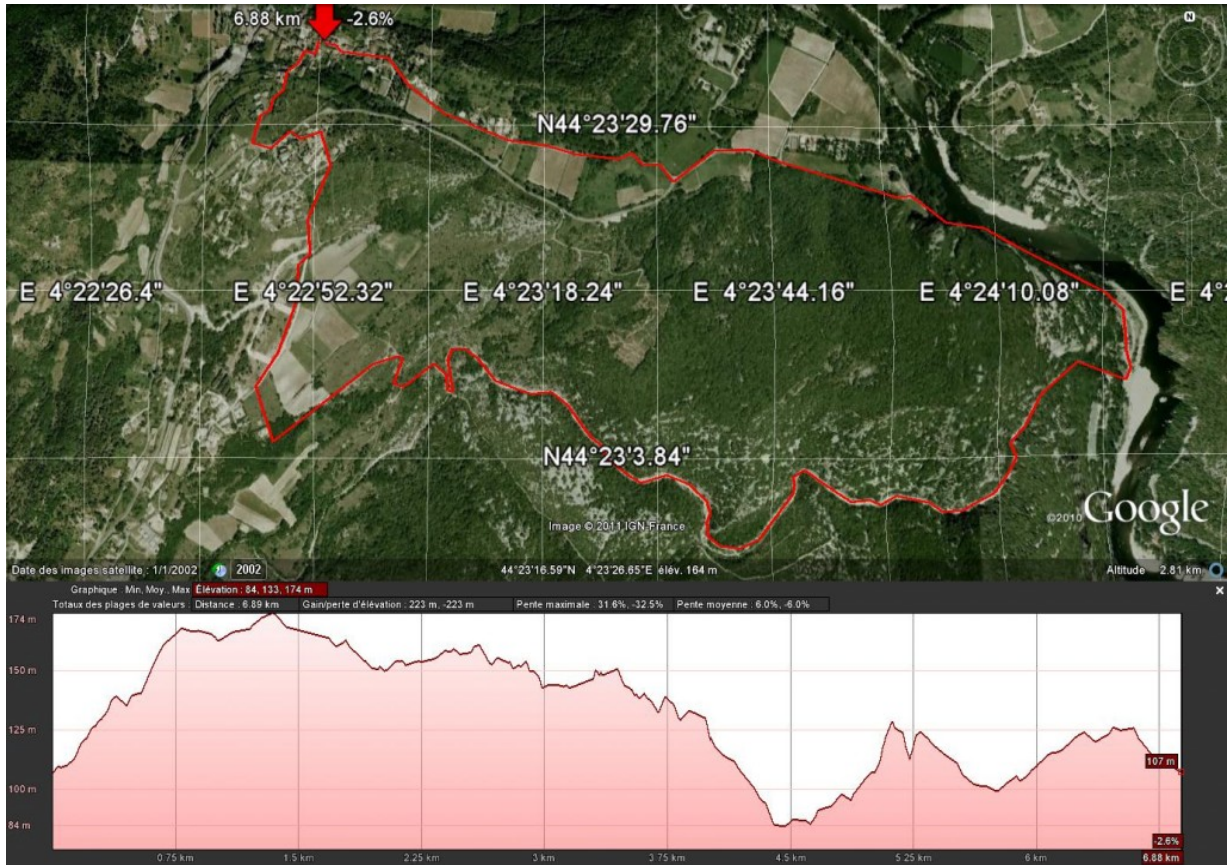 6.88 km -2.6%
N
N44°23'29.76"
E 4°22'26.4" E 4°22'52.32" E 4°23'18.24" E 4°23'44.16" E 4°24'10.08" E 4°
N44°23'3.84"
©2010 Google
Image © 2011 IGN-France
Date des images satellite : 1/1/2002 2002 44°23'16.59"N 4°23'26.65"E élév. 164 m Altitude 2.81 km
Graphique : Min, Moy., Max Élévation : 84, 133, 174 m
Totaux des plages de valeurs : Distance : 6.89 km Gain/perte d'élévation : 223 m, -223 m Pente maximale : 31.6%, -32.5% Pente moyenne : 6.0%, -6.0%
174 m
150 m
125 m
107 m
100 m
84 m
-2.6%
0.75 km 1.5 km 2.25 km 3 km 3.75 km 4.5 km 5.25 km 6 km 6.88 km